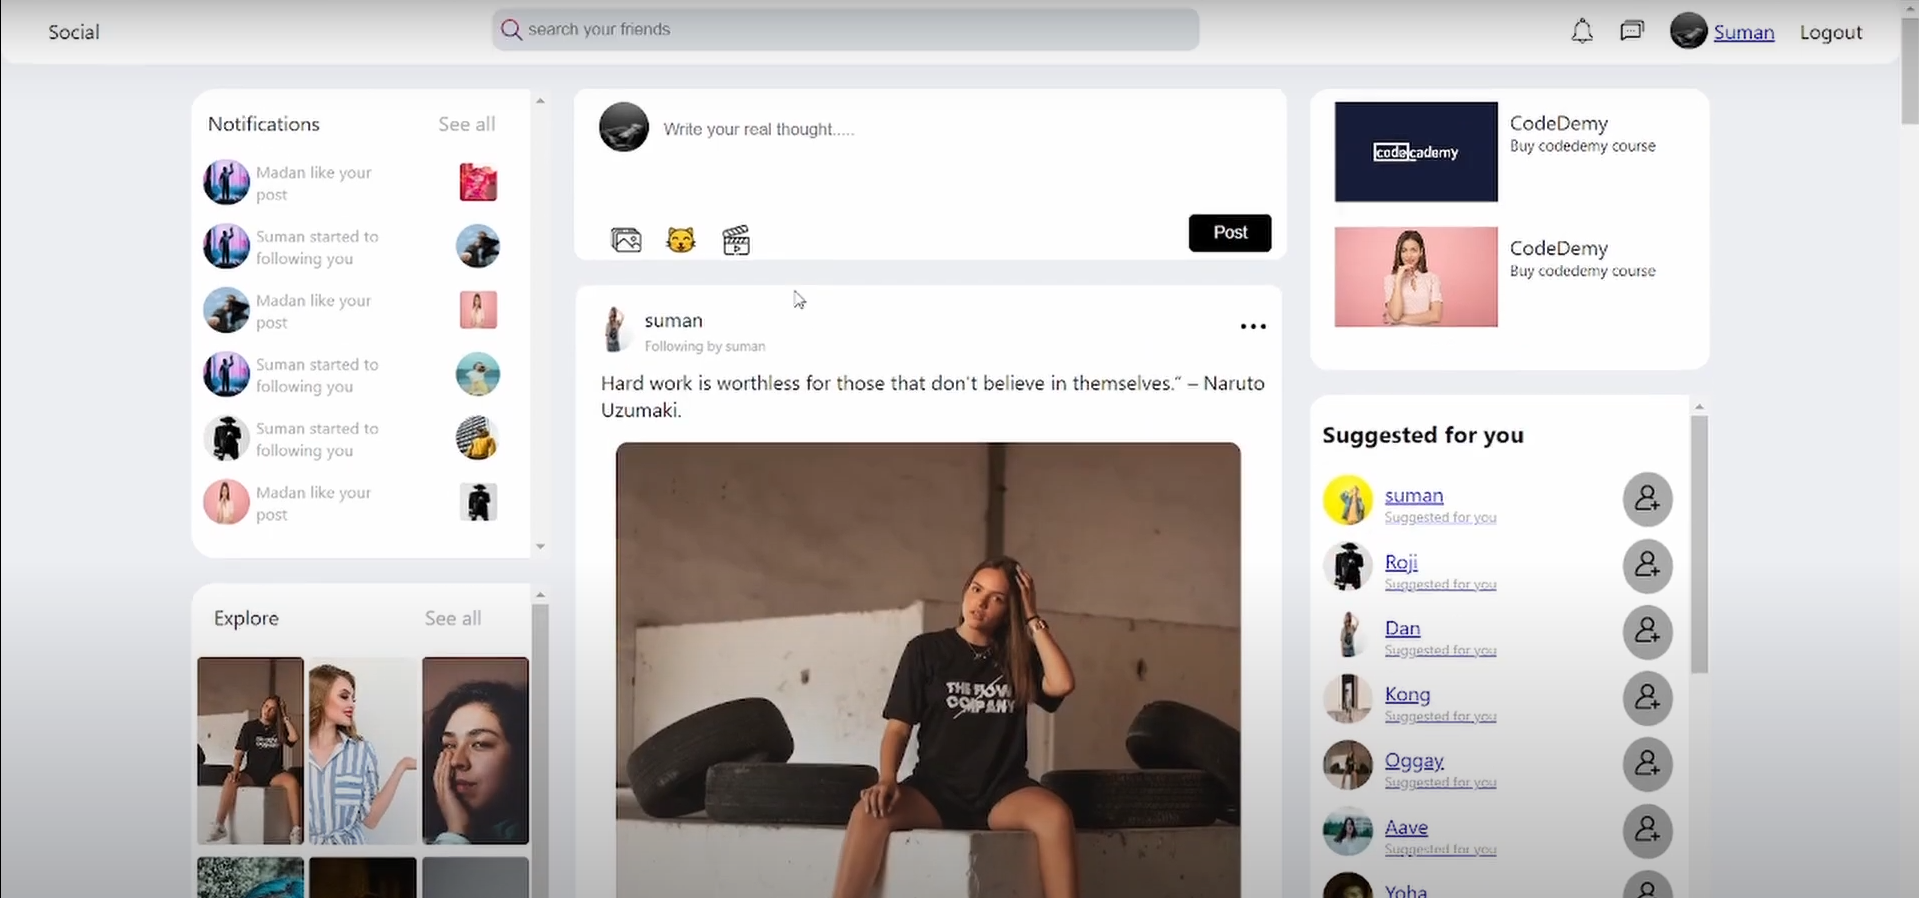 Social
search your friends
Suman
Logout
Notifications
See all
Madan like your
post
Suman started to
following you
Madan like your
post
Suman started to
following you
Suman started to
following you
Madan like your
post
Explore
See all
Write your real thought.....
Post
suman
Following by suman
Hard work is worthless for those that don't believe in themselves.” – Naruto
Uzumaki.
THE FLOW
COMPANY
codecademy
CodeDemy
Buy codedemy course
CodeDemy
Buy codedemy course
Suggested for you
suman
Suggested for you
Roji
Suggested for you
Dan
Suggested for you
Kong
Suggested for you
Oggay
Suggested for you
Aave
Suggested for you
Yoha